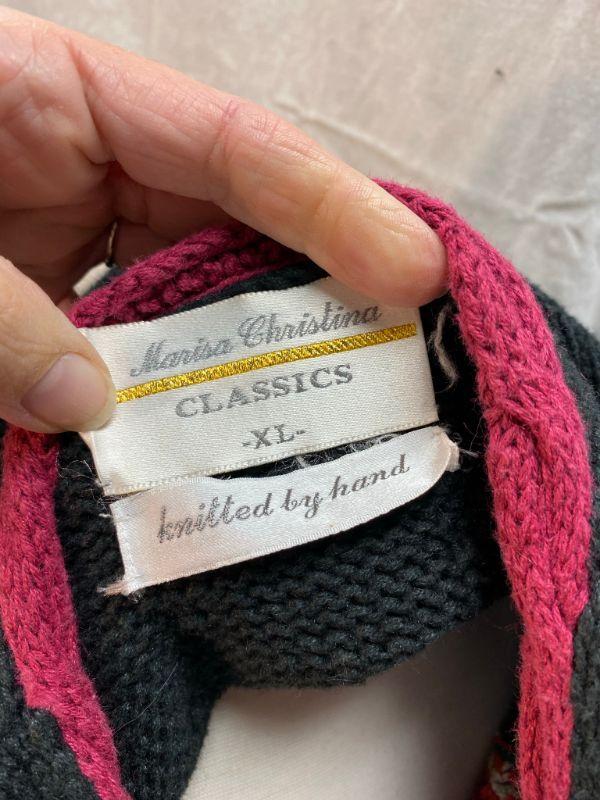 Marisa Christina
CLASSICS
-XL-
knitted by hand